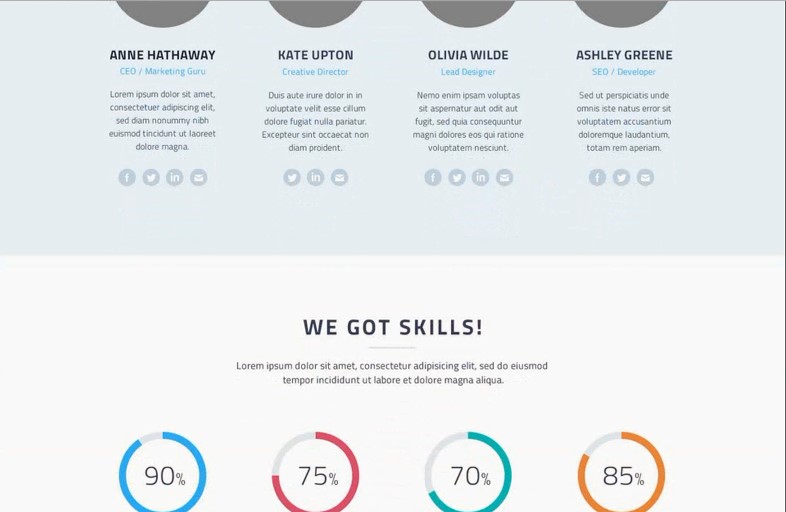 ANNE HATHAWAY
CEO / Marketing Guru
Lorem ipsum dolor sit amet,
consectetuer adipiscing elit,
sed diam nonummy nibh
euismod tincidunt ut laoreet
dolore magna.
KATE UPTON
Creative Director
Duis aute irure dolor in in
voluptate velit esse cillum
dolore fugiat nulla pariatur.
Excepteur sint occaecat non
diam proident.
OLIVIA WILDE
Lead Designer
Nemo enim ipsam voluptas
sit aspernatur aut odit aut
fugit, sed quia consequuntur
magni dolores eos qui ratione
voluptatem nesciunt.
ASHLEY GREENE
SEO / Developer
Sed ut perspiciatis unde
omnis iste natus error sit
voluptatem accusantium
doloremque laudantium,
totam rem aperiam.
WE GOT SKILLS!
Lorem ipsum dolor sit amet, consectetur adipisicing elit, sed do eiusmod
tempor incididunt ut labore et dolore magna aliqua.
90%
75%
70%
85%